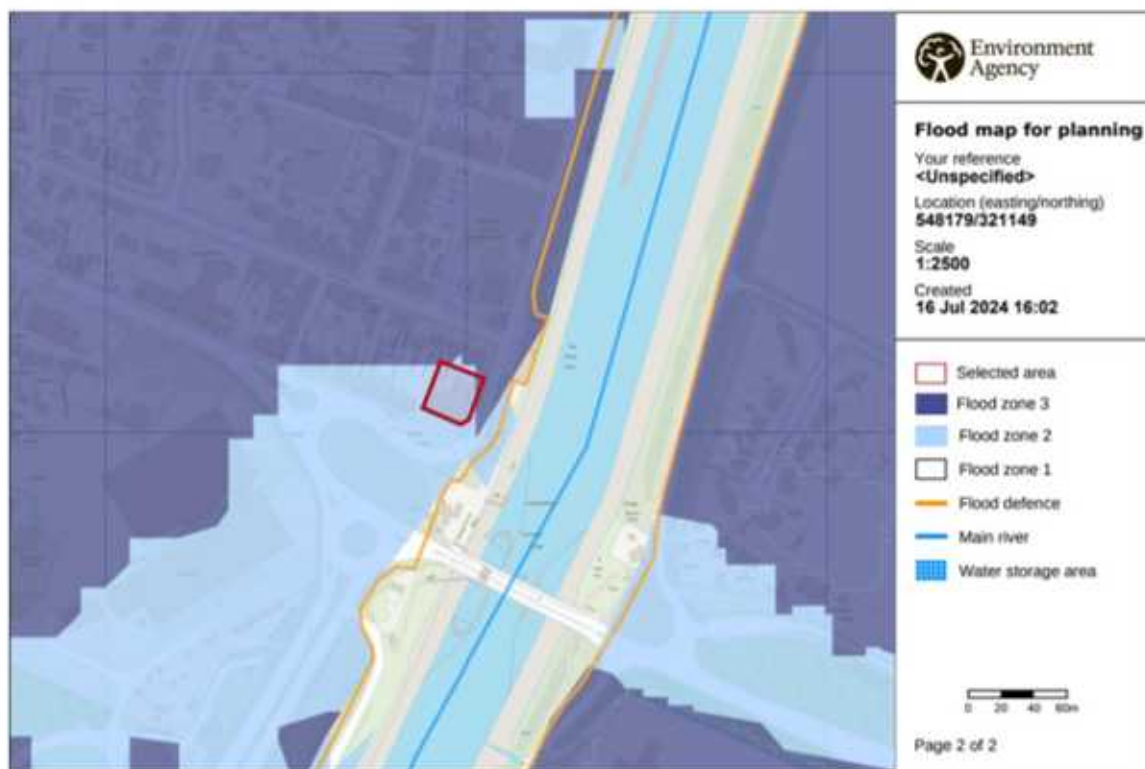 Environment
Agency
Flood map for planning
Your reference
<Unspecified>
Location (easting/northing)
548179/321149
Scale
1:2500
Created
16 Jul 2024 16:02
Selected area
Flood zone 3
Flood zone 2
Flood zone 1
Flood defence
Main river
Water storage area
0 20 40 60m
Page 2 of 2